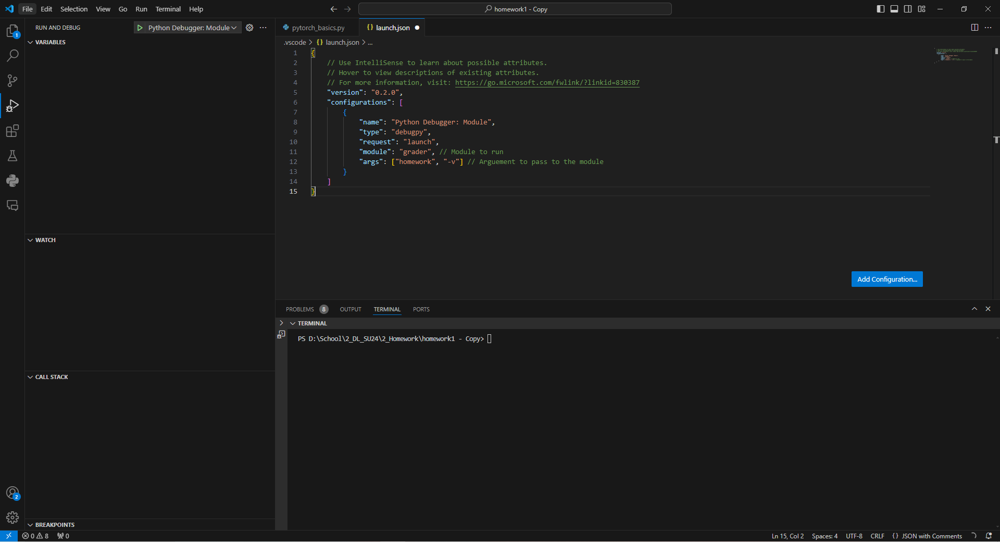 File Edit Selection View Go Run Terminal Help
homework1 - Copy
1
RUN AND DEBUG
Python Debugger: Module
VARIABLES
WATCH
CALL STACK
BREAKPOINTS
2
pytorch_basics.py
{} launch.json
.vscode > {} launch.json > ...
1 {
2 // Use IntelliSense to learn about possible attributes.
3 // Hover to view descriptions of existing attributes.
4 // For more information, visit: https://go.microsoft.com/fwlink/?linkid=830387
5 "version": "0.2.0",
6 "configurations": [
7 {
8 "name": "Python Debugger: Module",
9 "type": "debugpy",
10 "request": "launch",
11 "module": "grader", // Module to run
12 "args": ["homework", "-v"] // Arguement to pass to the module
13 }
14 ]
15 }
Add Configuration...
PROBLEMS 8 OUTPUT TERMINAL PORTS
TERMINAL
PS D:\School\2_DL_SU24\2_Homework\homework1 - Copy>
0 8 0
Ln 15, Col 2 Spaces: 4 UTF-8 CRLF {} JSON with Comments